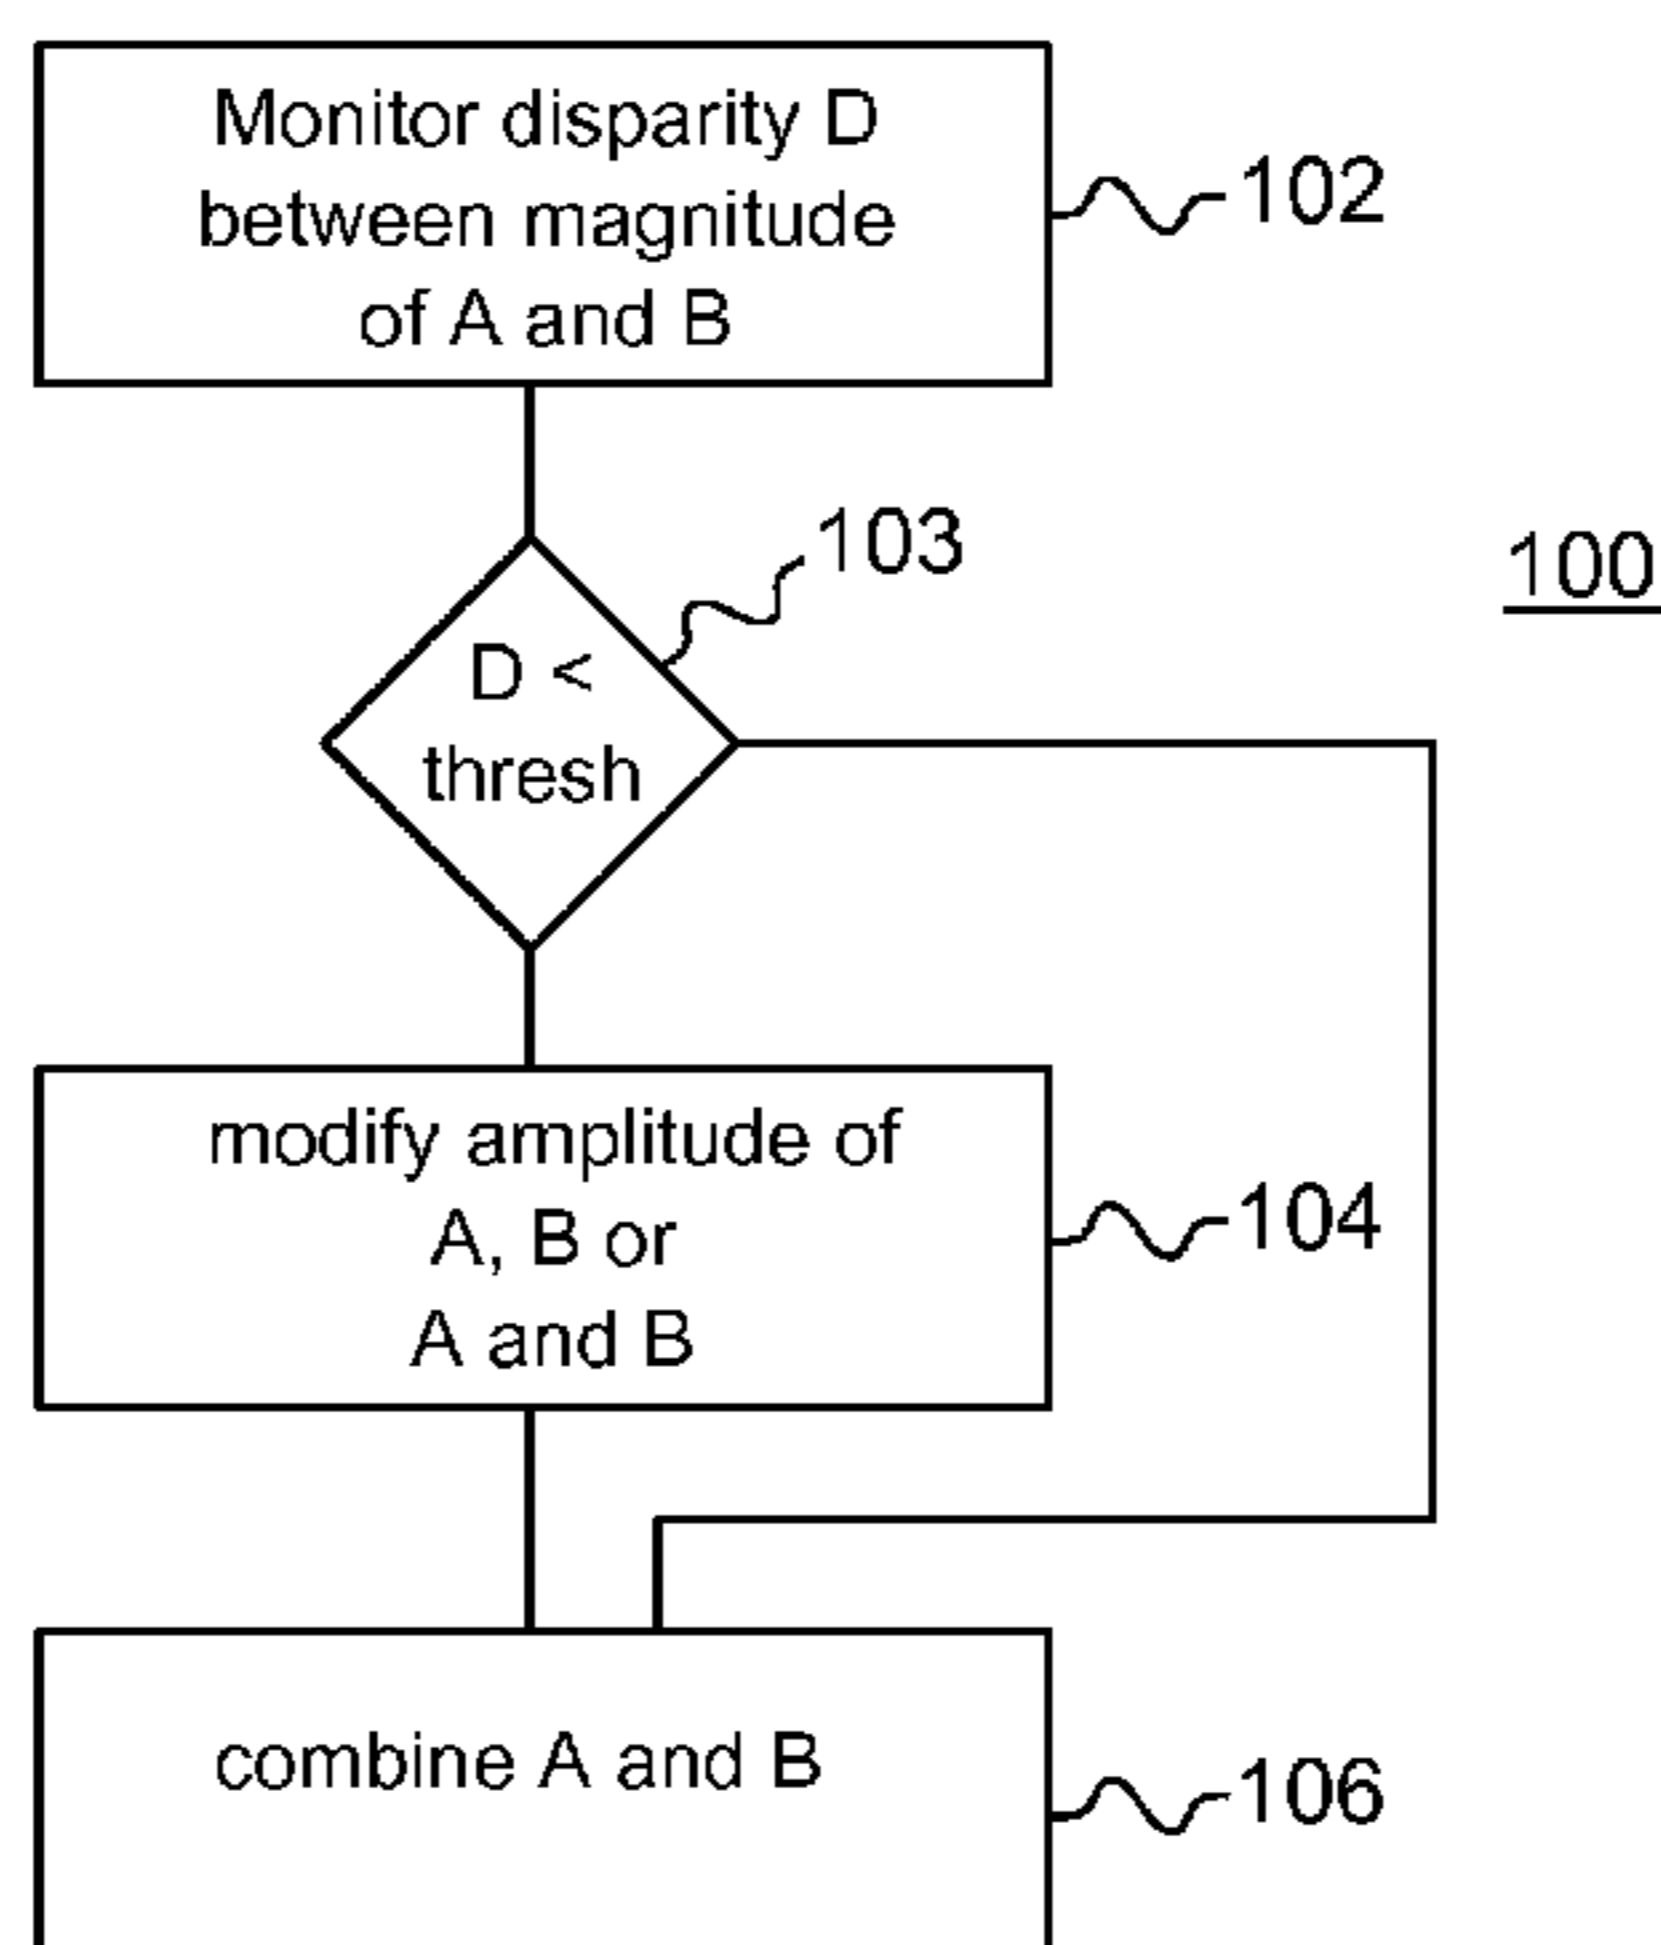 Monitor disparity D
between magnitude
of A and B
102
103
100
D <
thresh
modify amplitude of
A, B or
A and B
104
combine A and B
106